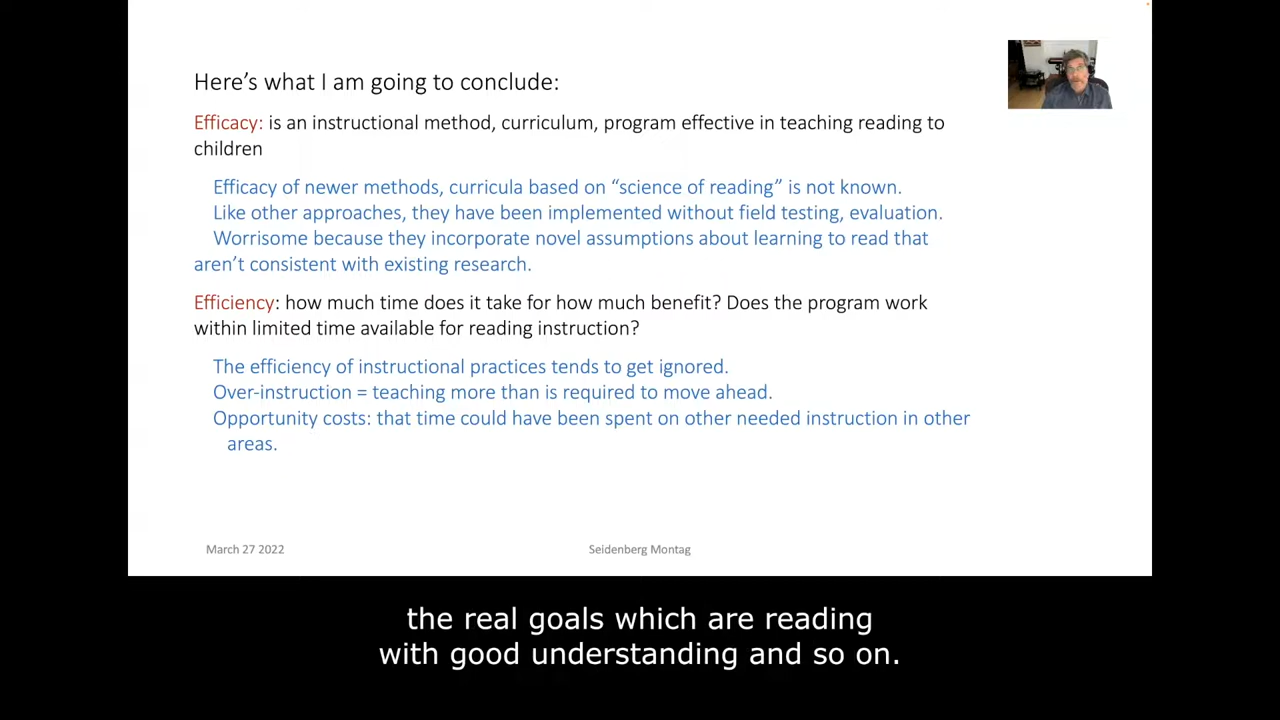 Here’s what I am going to conclude:
Efficacy: is an instructional method, curriculum, program effective in teaching reading to
children
Efficacy of newer methods, curricula based on “science of reading” is not known.
Like other approaches, they have been implemented without field testing, evaluation.
Worrisome because they incorporate novel assumptions about learning to read that
aren’t consistent with existing research.
Efficiency: how much time does it take for how much benefit? Does the program work
within limited time available for reading instruction?
The efficiency of instructional practices tends to get ignored.
Over-instruction = teaching more than is required to move ahead.
Opportunity costs: that time could have been spent on other needed instruction in other
areas.
March 27 2022
Seidenberg Montag
the real goals which are reading
with good understanding and so on.